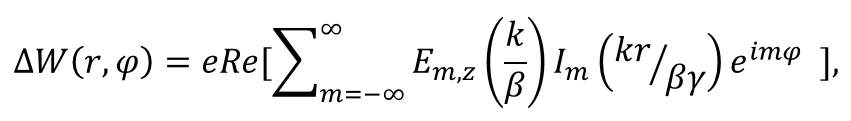 ΔW(r, φ) = eRe[∑_{m=−∞}^{∞} E_{m,z} (k/β) I_m (kr/βγ) e^{imφ} ],